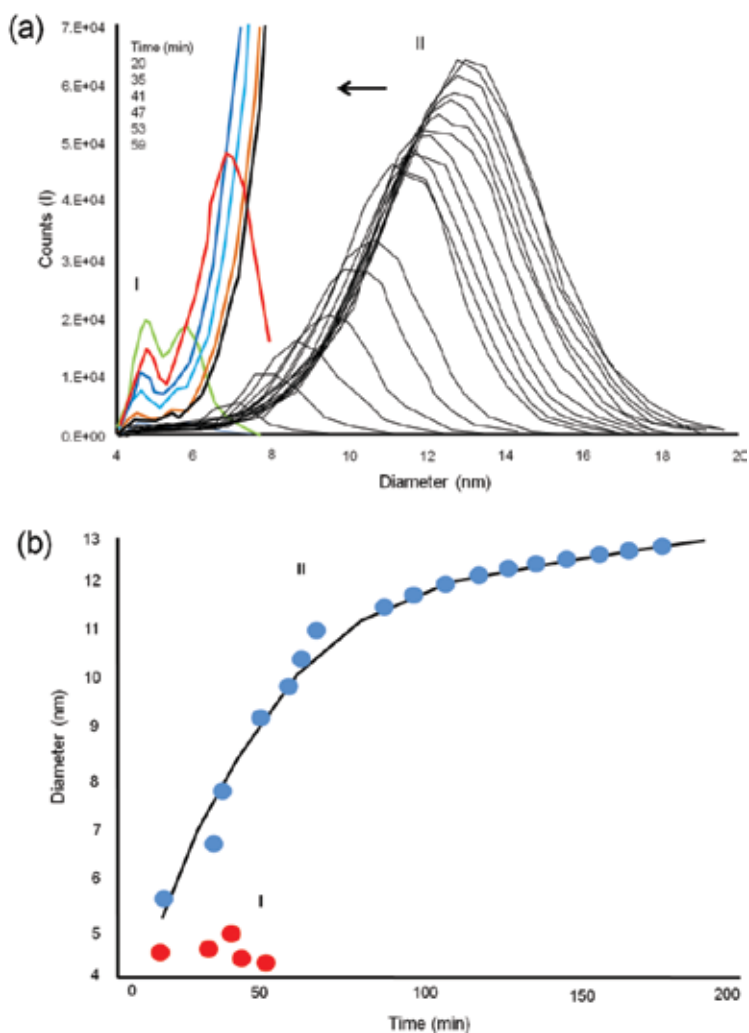 (a)
7.E+04
6.E+04
5.E+04
4.E+04
3.E+04
2.E+04
1.E+04
0.E+00
Counts (I)
Time (min)
20
35
41
47
53
59
I
II
4
6
8
10
12
14
16
18
20
Diameter (nm)
(b)
13
12
11
10
9
8
7
6
5
4
Diameter (nm)
II
I
0
50
100
150
200
Time (min)